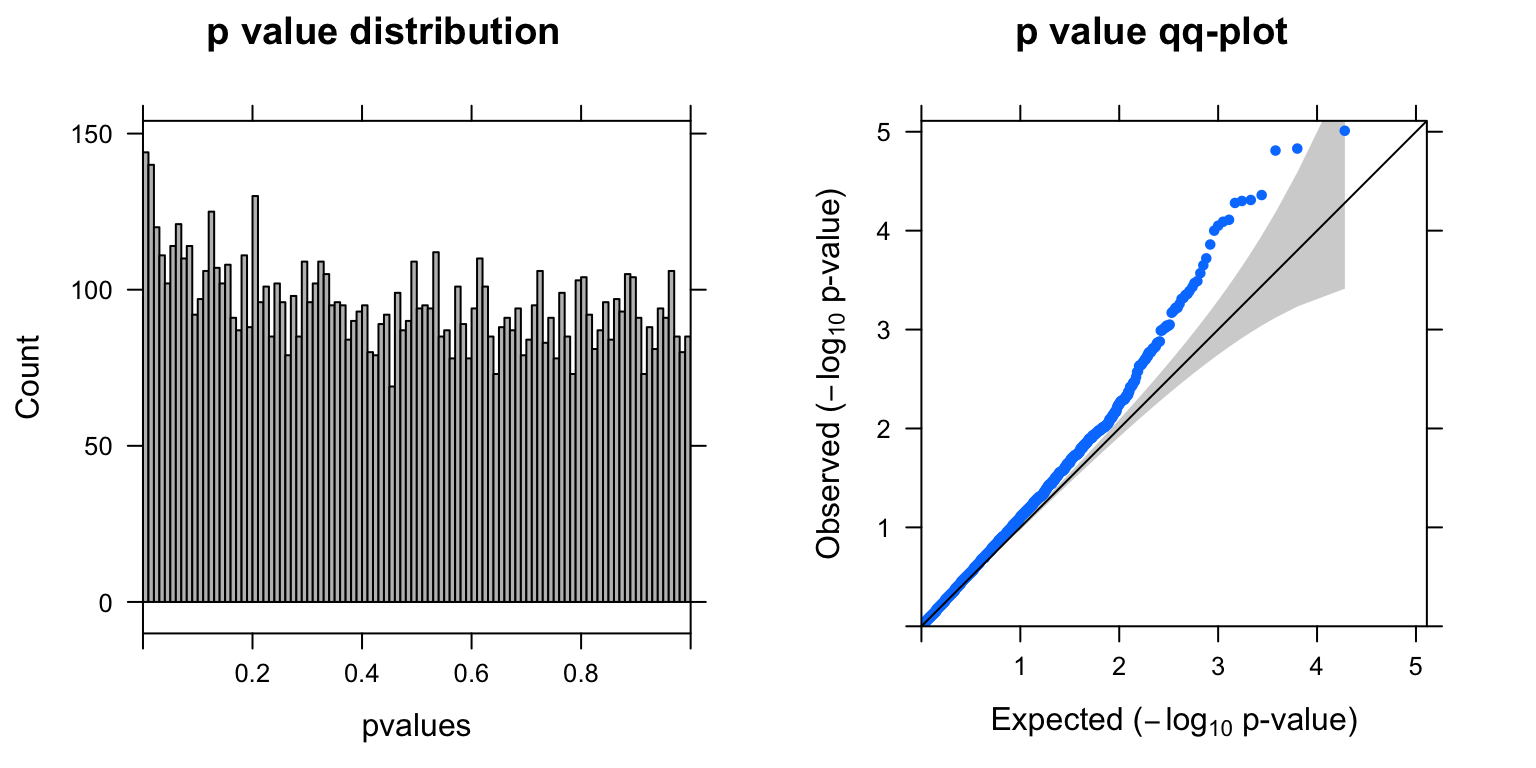 p value distribution
150
100
50
0
Count
0.2 0.4 0.6 0.8
pvalues
p value qq-plot
5
4
3
2
1
Observed (−log10 p-value)
1 2 3 4 5
Expected (−log10 p-value)